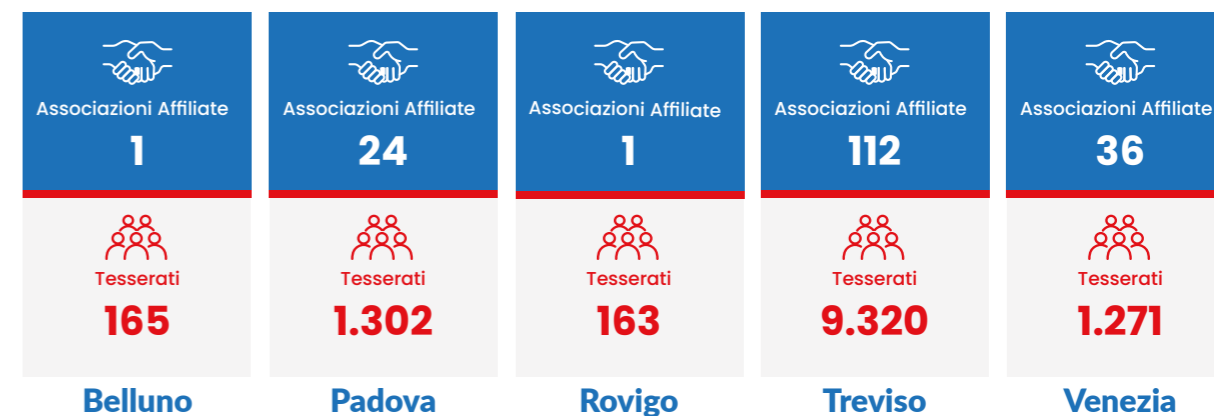 Associazioni Affiliate
1
Tesserati
165
Belluno
Associazioni Affiliate
24
Tesserati
1.302
Padova
Associazioni Affiliate
1
Tesserati
163
Rovigo
Associazioni Affiliate
112
Tesserati
9.320
Treviso
Associazioni Affiliate
36
Tesserati
1.271
Venezia